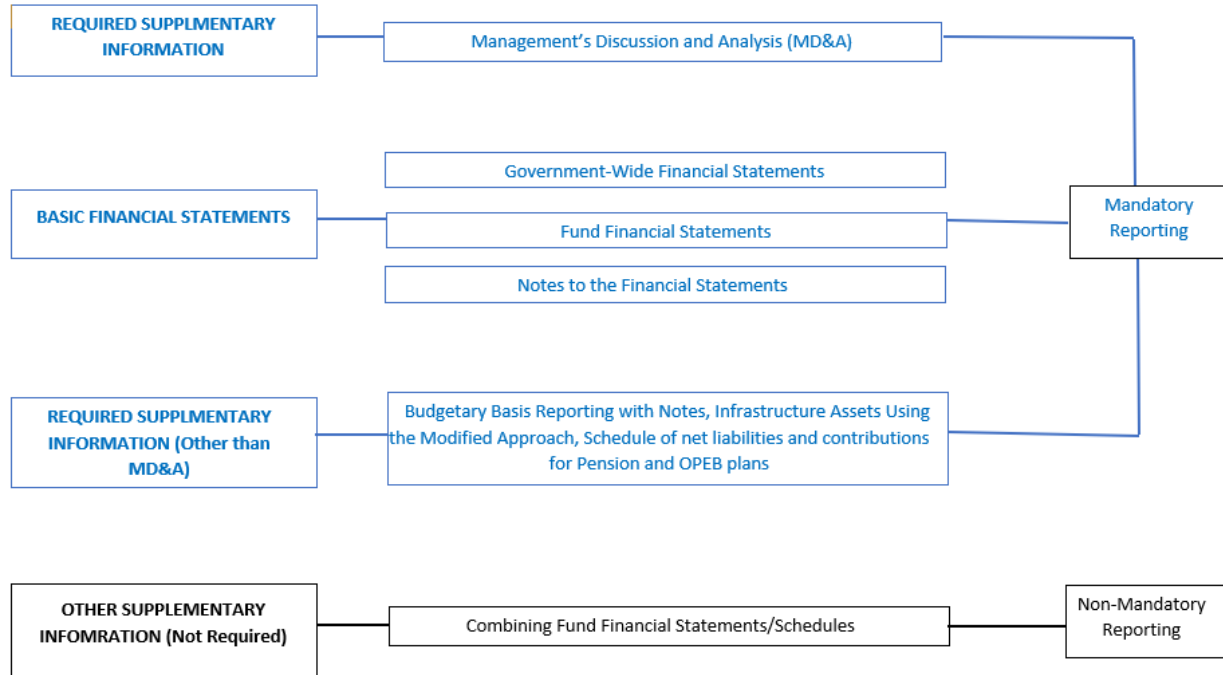 REQUIRED SUPPLMENTARY
INFORMATION
Management’s Discussion and Analysis (MD&A)
Government-Wide Financial Statements
BASIC FINANCIAL STATEMENTS
Fund Financial Statements
Mandatory
Reporting
Notes to the Financial Statements
REQUIRED SUPPLMENTARY
INFORMATION (Other than
MD&A)
Budgetary Basis Reporting with Notes, Infrastructure Assets Using
the Modified Approach, Schedule of net liabilities and contributions
for Pension and OPEB plans
OTHER SUPPLEMENTARY
INFOMRATION (Not Required)
Combining Fund Financial Statements/Schedules
Non-Mandatory
Reporting